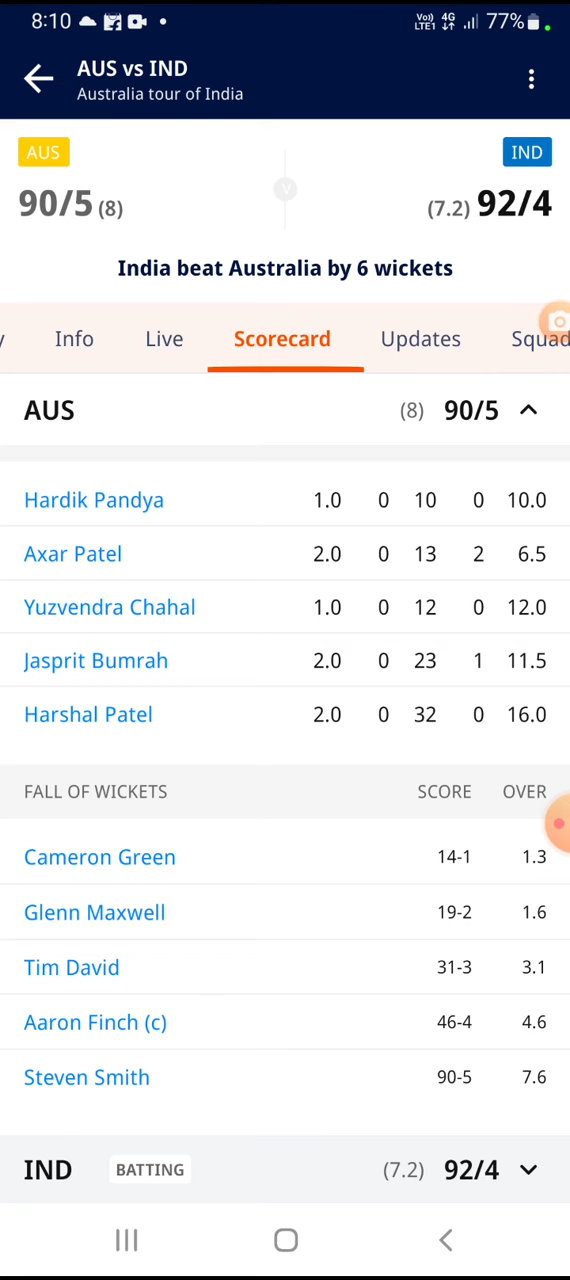 8:10 Vo)) 4G LTE1 77%
AUS vs IND
Australia tour of India
AUS IND
V
90/5 (8) (7.2) 92/4
India beat Australia by 6 wickets
y Info Live Scorecard Updates Squad
AUS (8) 90/5
Hardik Pandya 1.0 0 10 0 10.0
Axar Patel 2.0 0 13 2 6.5
Yuzvendra Chahal 1.0 0 12 0 12.0
Jasprit Bumrah 2.0 0 23 1 11.5
Harshal Patel 2.0 0 32 0 16.0
FALL OF WICKETS SCORE OVER
Cameron Green 14-1 1.3
Glenn Maxwell 19-2 1.6
Tim David 31-3 3.1
Aaron Finch (c) 46-4 4.6
Steven Smith 90-5 7.6
IND BATTING (7.2) 92/4